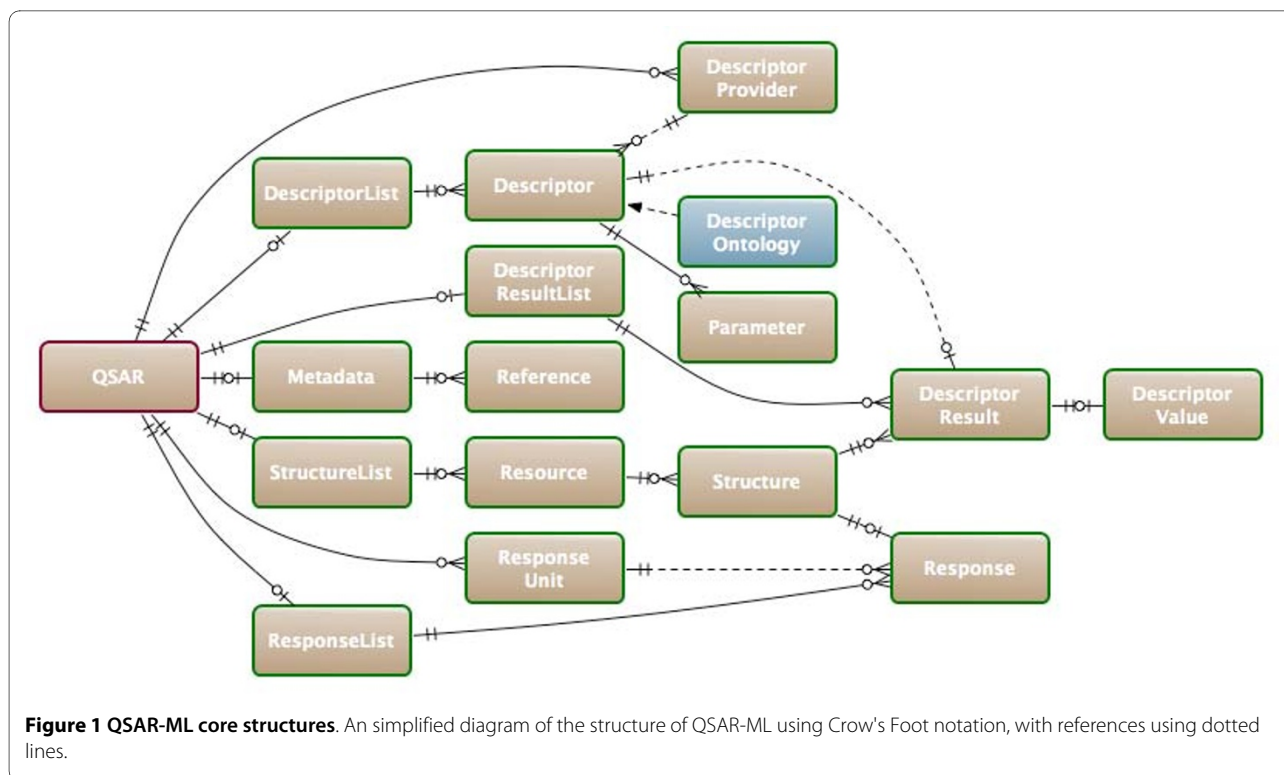 Descriptor
Provider
DescriptorList
Descriptor
Descriptor
Ontology
Descriptor
ResultList
Parameter
QSAR
Metadata
Reference
Descriptor
Result
Descriptor
Value
StructureList
Resource
Structure
Response
Unit
Response
ResponseList
Figure 1 QSAR-ML core structures. An simplified diagram of the structure of QSAR-ML using Crow's Foot notation, with references using dotted
lines.